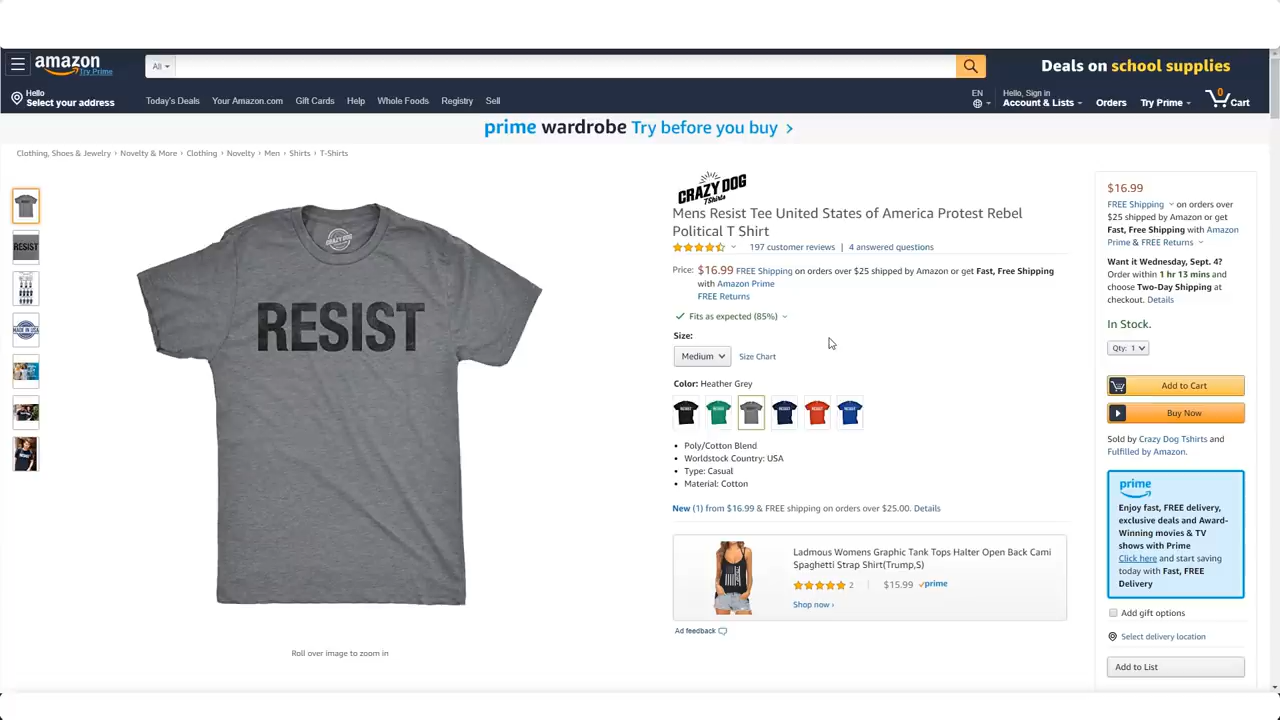 amazon
Try Prime
All
Deals on school supplies
Hello
Select your address
Today's Deals
Your Amazon.com
Gift Cards
Help
Whole Foods
Registry
Sell
EN
Hello, Sign in
Account & Lists
Orders
Try Prime
0
Cart
prime wardrobe Try before you buy ›
Clothing, Shoes & Jewelry › Novelty & More › Clothing › Novelty › Men › Shirts › T-Shirts
RESIST
MADE IN USA
CRAZY DOG
RESIST
Roll over image to zoom in
CRAZY DOG
TShirts
Mens Resist Tee United States of America Protest Rebel
Political T Shirt
197 customer reviews | 4 answered questions
Price: $16.99 FREE Shipping on orders over $25 shipped by Amazon or get Fast, Free Shipping
with Amazon Prime
FREE Returns
Fits as expected (85%)
Size:
Medium
Size Chart
Color: Heather Grey
• Poly/Cotton Blend
• Worldstock Country: USA
• Type: Casual
• Material: Cotton
New (1) from $16.99 & FREE shipping on orders over $25.00. Details
Ladmous Womens Graphic Tank Tops Halter Open Back Cami
Spaghetti Strap Shirt(Trump,S)
2 | $15.99 prime
Shop now ›
Ad feedback
$16.99
FREE Shipping on orders over
$25 shipped by Amazon or get
Fast, Free Shipping with Amazon
Prime & FREE Returns
Want it Wednesday, Sept. 4?
Order within 1 hr 13 mins and
choose Two-Day Shipping at
checkout. Details
In Stock.
Qty: 1
Add to Cart
Buy Now
Sold by Crazy Dog Tshirts and
Fulfilled by Amazon.
prime
Enjoy fast, FREE delivery,
exclusive deals and Award-
Winning movies & TV
shows with Prime
Click here and start saving
today with Fast, FREE
Delivery
Add gift options
Select delivery location
Add to List